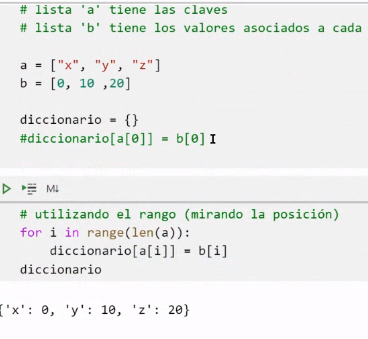 # lista 'a' tiene las claves
# lista 'b' tiene los valores asociados a cada
a = ["x", "y", "z"]
b = [0, 10 ,20]
diccionario = {}
#diccionario[a[0]] = b[0]
M↓
# utilizando el rango (mirando la posición)
for i in range(len(a)):
    diccionario[a[i]] = b[i]
diccionario
{'x': 0, 'y': 10, 'z': 20}